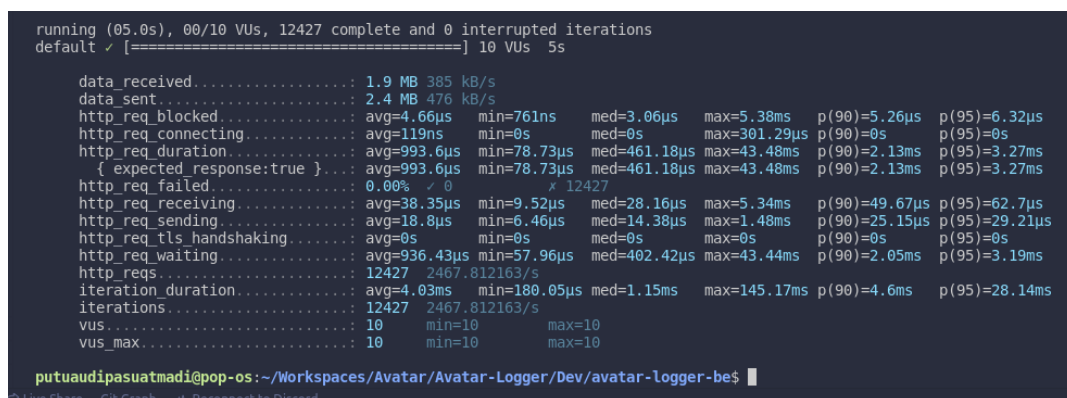 running (05.0s), 00/10 VUs, 12427 complete and 0 interrupted iterations
default ✓ [======================================] 10 VUs  5s
data_received..................: 1.9 MB 385 kB/s
data_sent......................: 2.4 MB 476 kB/s
http_req_blocked...............: avg=4.66µs   min=761ns    med=3.06µs   max=5.38ms   p(90)=5.26µs  p(95)=6.32µs
http_req_connecting............: avg=119ns    min=0s       med=0s       max=301.29µs p(90)=0s      p(95)=0s
http_req_duration..............: avg=993.6µs  min=78.73µs  med=461.18µs max=43.48ms  p(90)=2.13ms  p(95)=3.27ms
{ expected_response:true }...: avg=993.6µs  min=78.73µs  med=461.18µs max=43.48ms  p(90)=2.13ms  p(95)=3.27ms
http_req_failed................: 0.00%  ✓ 0           ✗ 12427
http_req_receiving.............: avg=38.35µs  min=9.52µs   med=28.16µs  max=5.34ms   p(90)=49.67µs p(95)=62.7µs
http_req_sending...............: avg=18.8µs   min=6.46µs   med=14.38µs  max=1.48ms   p(90)=25.15µs p(95)=29.21µs
http_req_tls_handshaking.......: avg=0s       min=0s       med=0s       max=0s       p(90)=0s      p(95)=0s
http_req_waiting...............: avg=936.43µs min=57.96µs  med=402.42µs max=43.44ms  p(90)=2.05ms  p(95)=3.19ms
http_reqs......................: 12427  2467.812163/s
iteration_duration.............: avg=4.03ms   min=180.05µs med=1.15ms   max=145.17ms p(90)=4.6ms   p(95)=28.14ms
iterations.....................: 12427  2467.812163/s
vus............................: 10     min=10        max=10
vus_max........................: 10     min=10        max=10
putuaudipasuatmadi@pop-os:~/Workspaces/Avatar/Avatar-Logger/Dev/avatar-logger-be$